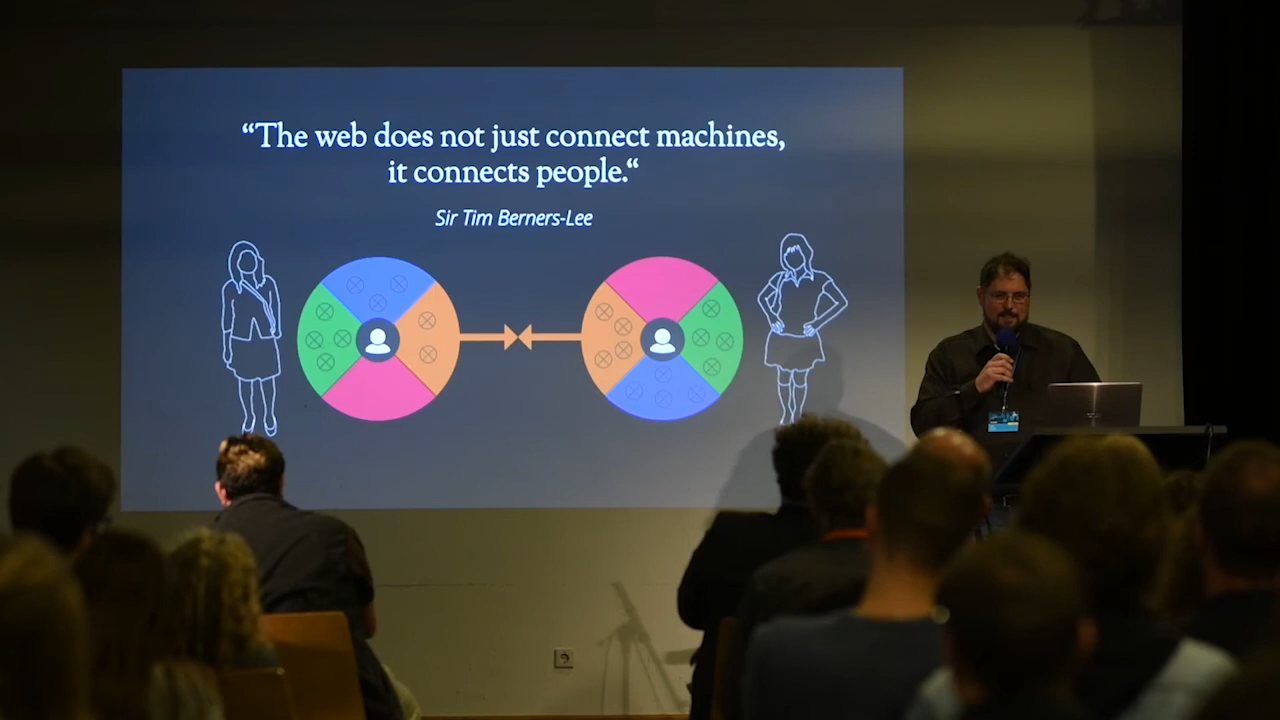 “The web does not just connect machines,
it connects people.“
Sir Tim Berners-Lee